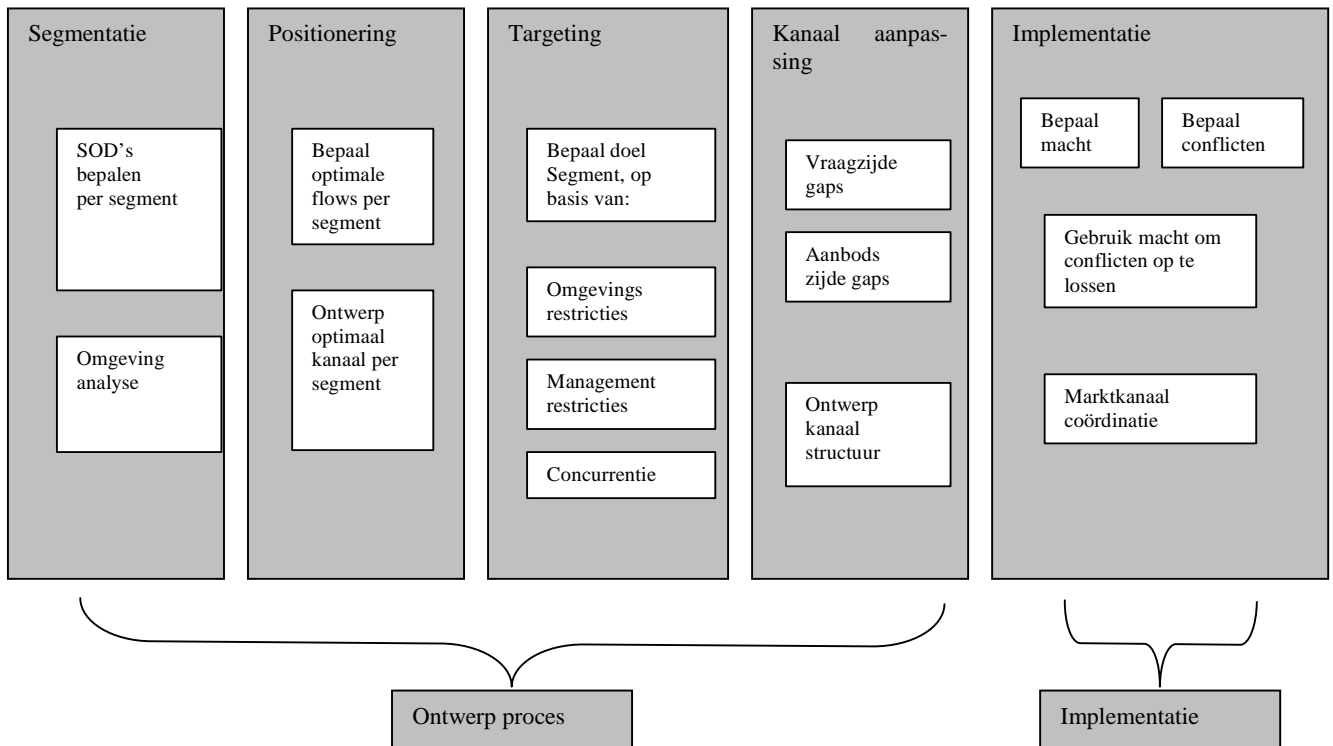 Segmentatie
SOD's
bepalen
per segment
Omgeving
analyse
Positionering
Bepaal
optimale
flows per
segment
Ontwerp
optimaal
kanaal per
segment
Targeting
Bepaal doel
Segment, op
basis van:
Omgevings
restricties
Management
restricties
Concurrentie
Kanaal aanpas-
sing
Vraagzijde
gaps
Aanbods
zijde gaps
Ontwerp
kanaal
structuur
Implementatie
Bepaal
macht
Bepaal
conflicten
Gebruik macht om
conflicten op te
lossen
Marktkanaal
coördinatie
Ontwerp proces
Implementatie